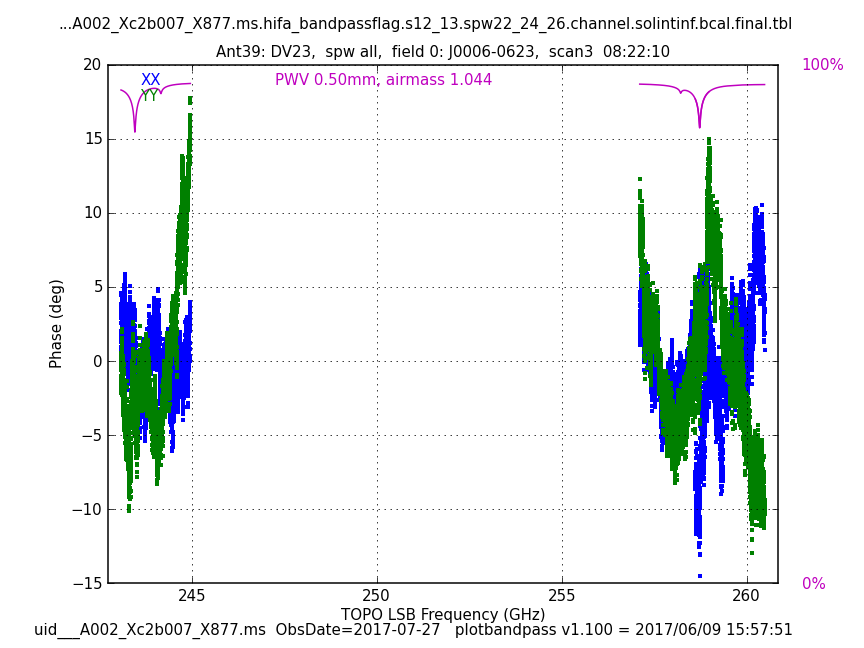 ...A002_Xc2b007_X877.ms.hifa_bandpassflag.s12_13.spw22_24_26.channel.solintinf.bcal.final.tbl
Ant39: DV23,  spw all,  field 0: J0006-0623,  scan3  08:22:10
20
15
10
5
0
−5
−10
−15
Phase (deg)
XX
YY
PWV 0.50mm, airmass 1.044
100%
0%
245
250
255
260
TOPO LSB Frequency (GHz)
uid___A002_Xc2b007_X877.ms  ObsDate=2017-07-27   plotbandpass v1.100 = 2017/06/09 15:57:51